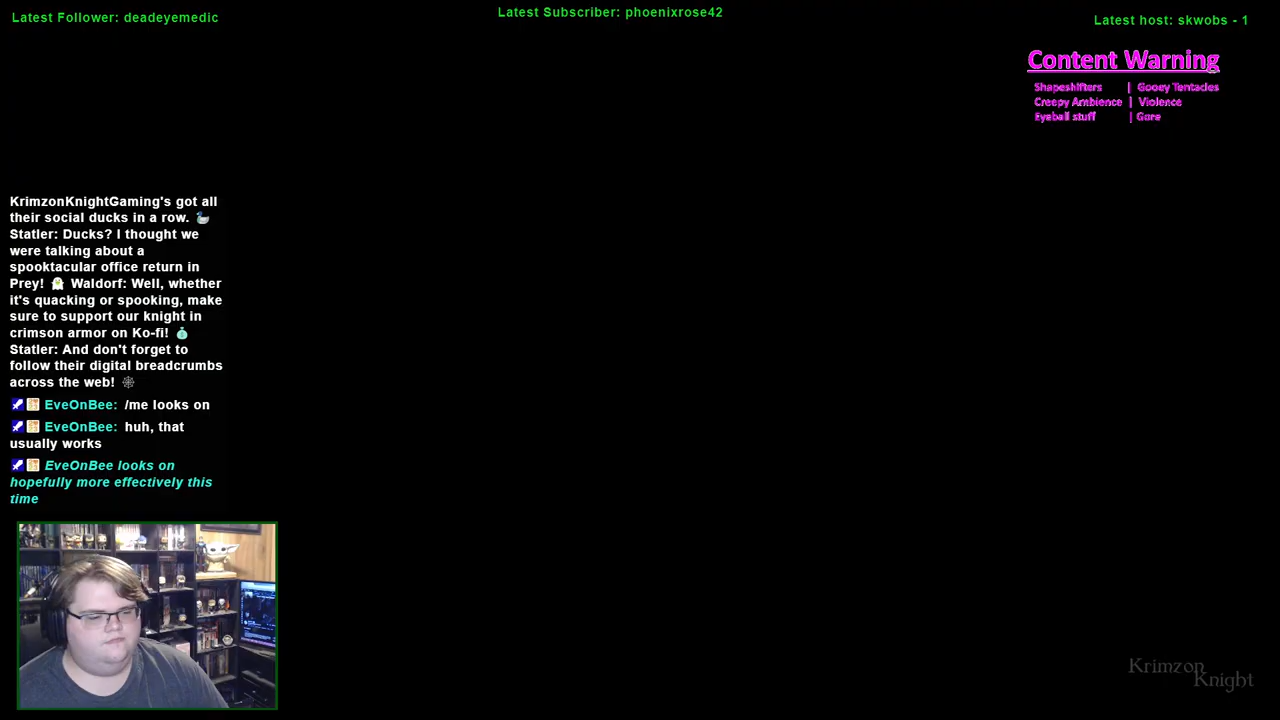 Latest Follower: deadeyemedic
Latest Subscriber: phoenixrose42
Latest host: skwobs - 1
Content Warning
Shapeshifters | Gooey Tentacles
Creepy Ambience | Violence
Eyeball stuff | Gore
KrimzonKnightGaming's got all
their social ducks in a row. 🦆
Statler: Ducks? I thought we
were talking about a
spooktacular office return in
Prey! 👻 Waldorf: Well, whether
it's quacking or spooking, make
sure to support our knight in
crimson armor on Ko-fi! 💰
Statler: And don't forget to
follow their digital breadcrumbs
across the web! 🕸
EveOnBee: /me looks on
EveOnBee: huh, that
usually works
EveOnBee looks on
hopefully more effectively this
time
Krimzon
Knight